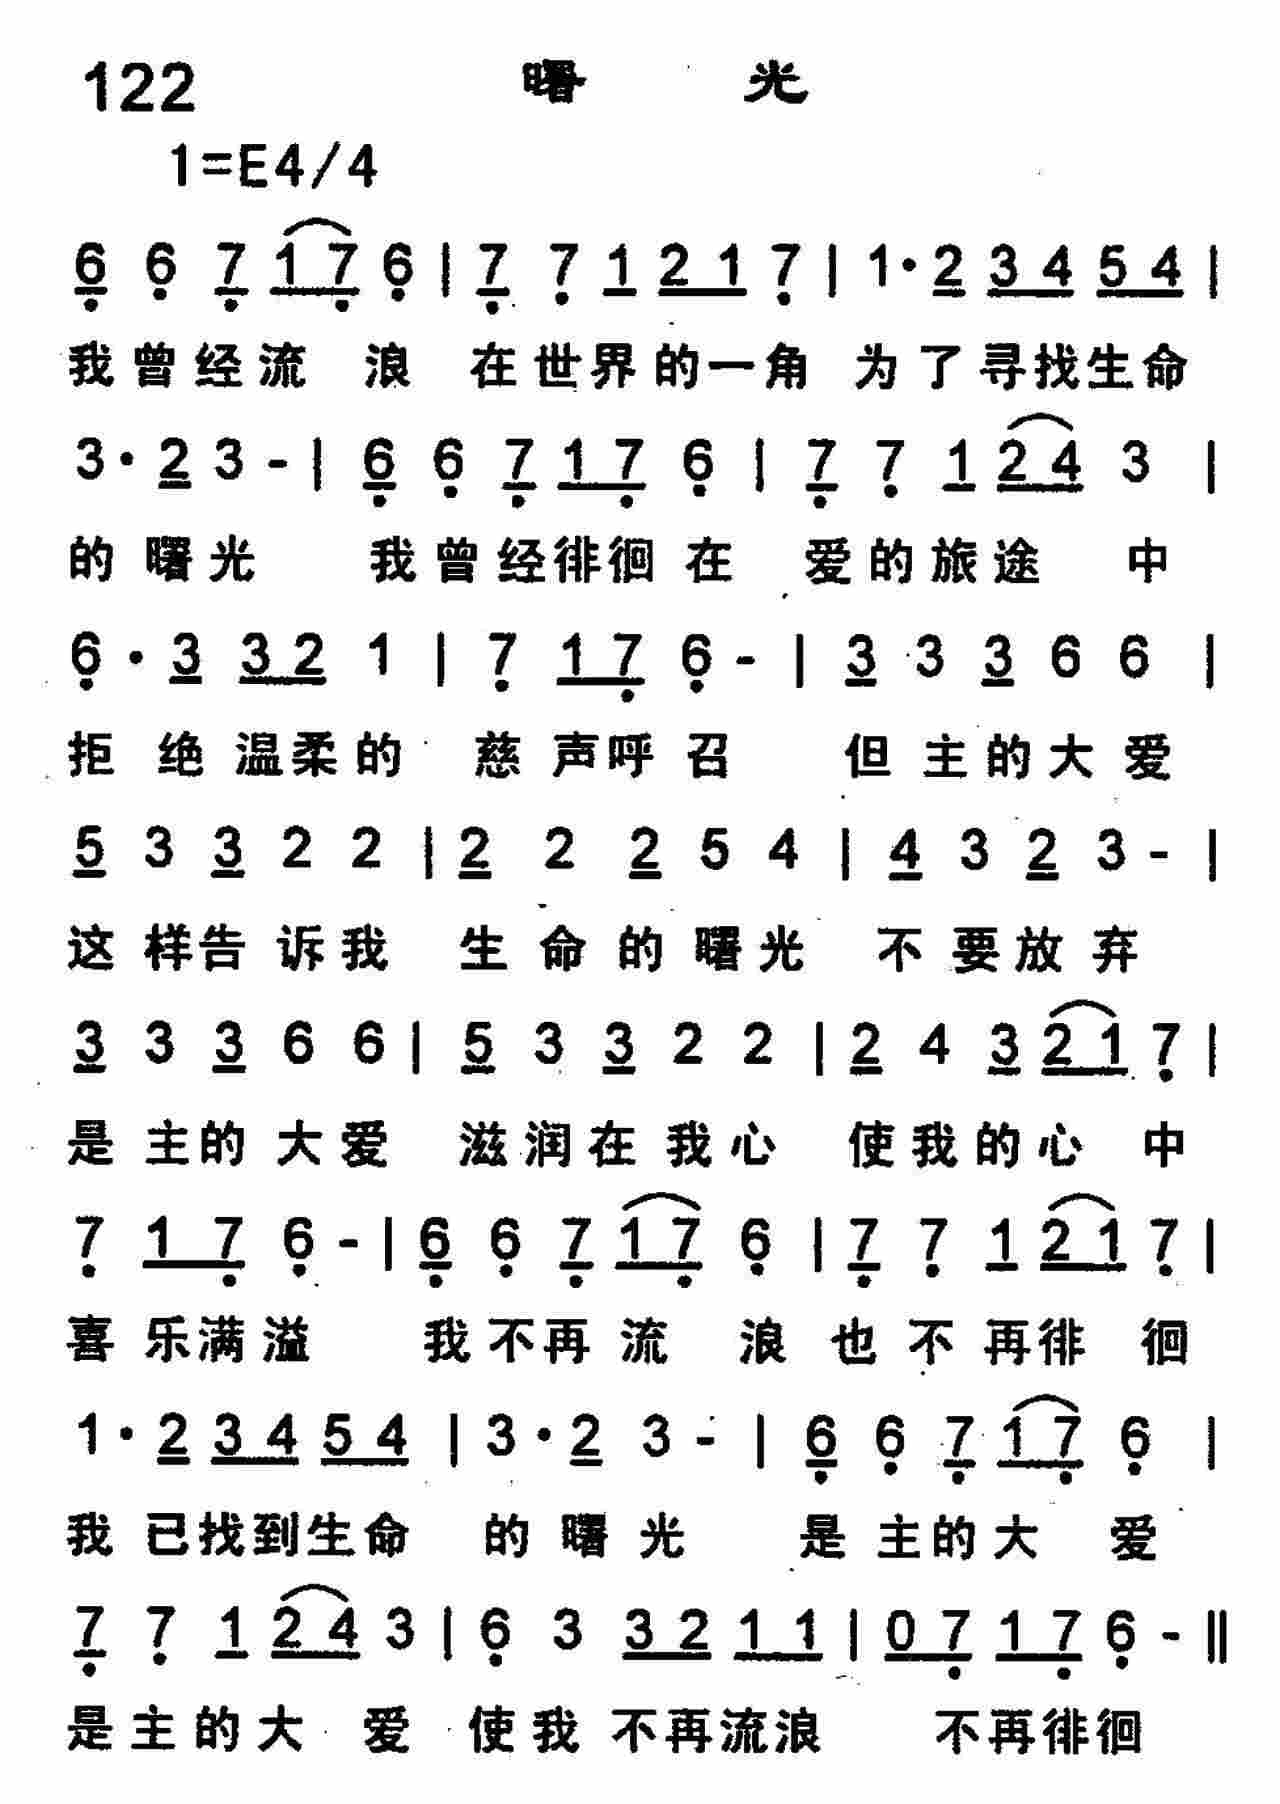 122 曙 光
1=E4/4
6 6 7 1 7 6 | 7 7 1 2 1 7 | 1·2 3 4 5 4 |
我曾经流 浪 在世界的一角 为了寻找生命
3·2 3 - | 6 6 7 1 7 6 | 7 7 1 2 4 3 |
的曙光 我曾经徘徊在 爱的旅途 中
6·3 3 2 1 | 7 1 7 6 - | 3 3 3 6 6 |
拒绝温柔的 慈声呼召 但主的大爱
5 3 3 2 2 | 2 2 2 5 4 | 4 3 2 3 - |
这样告诉我 生命的曙光 不要放弃
3 3 3 6 6 | 5 3 3 2 2 | 2 4 3 2 1 7 |
是主的大爱 滋润在我心 使我的心 中
7 1 7 6 - | 6 6 7 1 7 6 | 7 7 1 2 1 7 |
喜乐满溢 我不再流 浪 也不再徘 徊
1·2 3 4 5 4 | 3·2 3 - | 6 6 7 1 7 6 |
我已找到生命 的曙光 是主的大 爱
7 7 1 2 4 3 | 6 3 3 2 1 1 | 0 7 1 7 6 - ||
是主的大 爱 使我不再流浪 不再徘徊